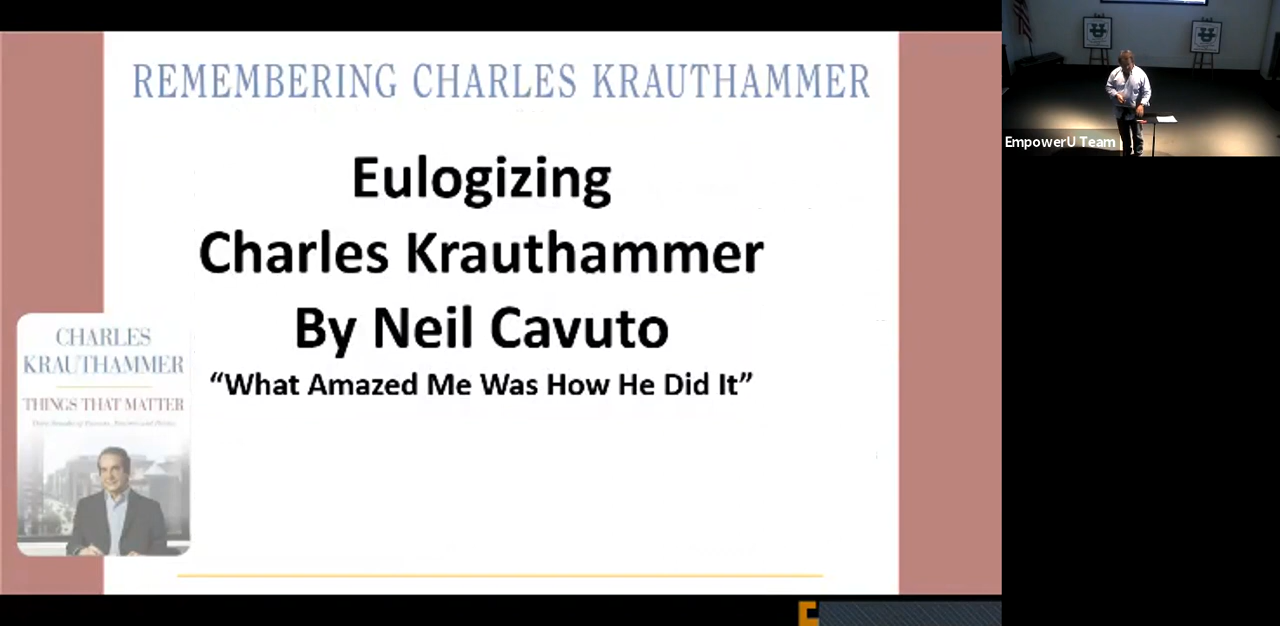 REMEMBERING CHARLES KRAUTHAMMER
Eulogizing
Charles Krauthammer
By Neil Cavuto
“What Amazed Me Was How He Did It”
CHARLES
KRAUTHAMMER
THINGS THAT MATTER
EmpowerU Team